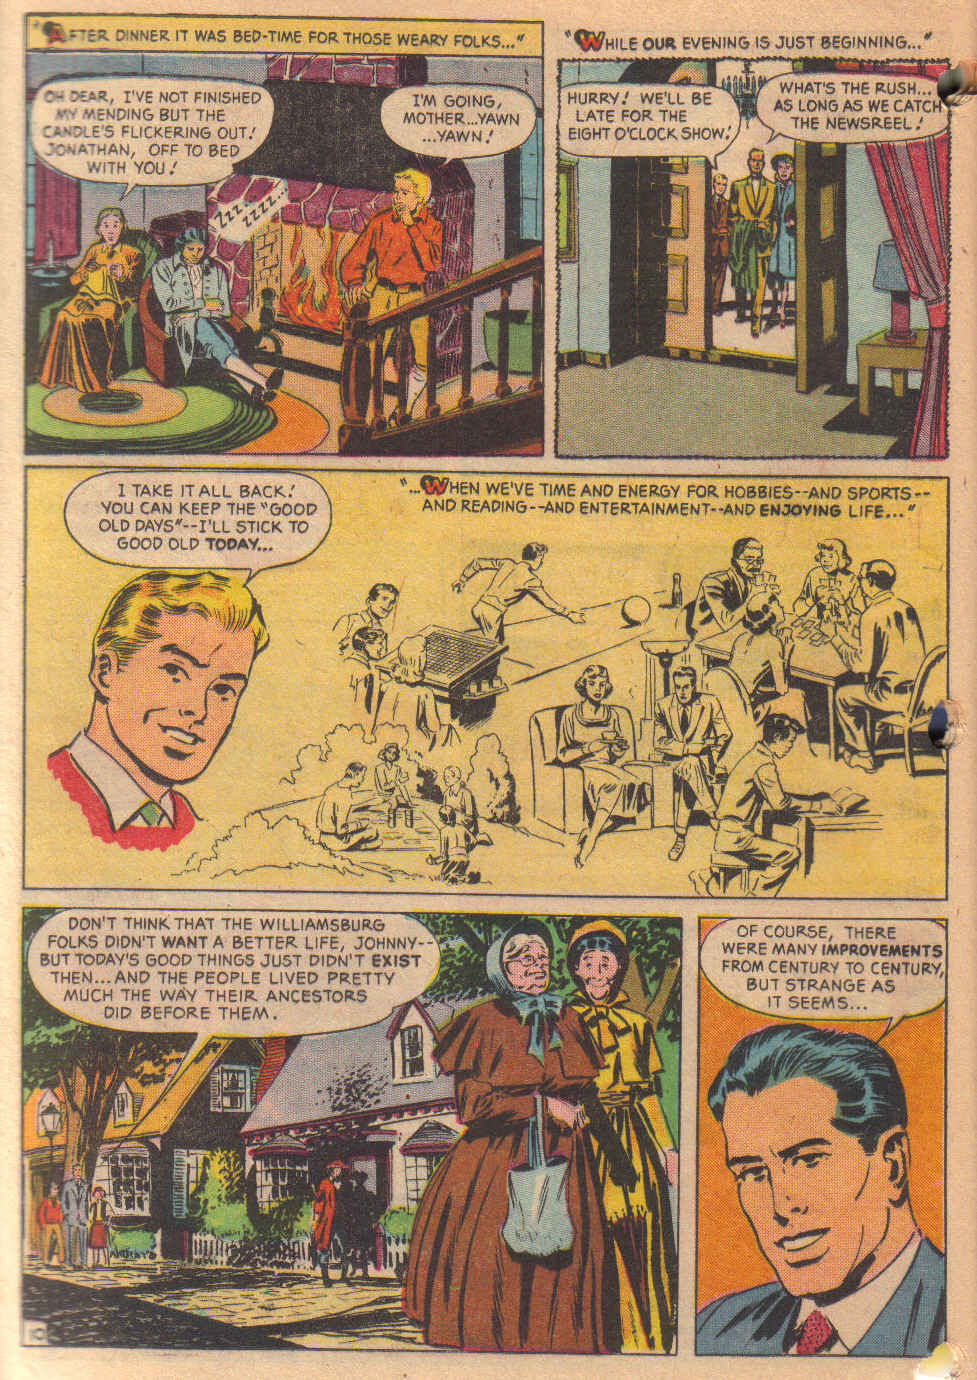 "After dinner it was bed-time for those weary folks..."
OH DEAR, I'VE NOT FINISHED
MY MENDING BUT THE
CANDLE'S FLICKERING OUT!
JONATHAN, OFF TO BED
WITH YOU!
I'M GOING,
MOTHER...YAWN
...YAWN!
ZZZ
ZZZZ...
"WHILE OUR EVENING IS JUST BEGINNING..."
HURRY! WE'LL BE
LATE FOR THE
EIGHT O'CLOCK SHOW!
WHAT'S THE RUSH...
AS LONG AS WE CATCH
THE NEWSREEL!
I TAKE IT ALL BACK!
YOU CAN KEEP THE "GOOD
OLD DAYS"--I'LL STICK TO
GOOD OLD TODAY...
"...WHEN WE'VE TIME AND ENERGY FOR HOBBIES--AND SPORTS--
AND READING--AND ENTERTAINMENT--AND ENJOYING LIFE..."
DON'T THINK THAT THE WILLIAMSBURG
FOLKS DIDN'T WANT A BETTER LIFE, JOHNNY--
BUT TODAY'S GOOD THINGS JUST DIDN'T EXIST
THEN...AND THE PEOPLE LIVED PRETTY
MUCH THE WAY THEIR ANCESTORS
DID BEFORE THEM.
OF COURSE, THERE
WERE MANY IMPROVEMENTS
FROM CENTURY TO CENTURY,
BUT STRANGE AS
IT SEEMS...
10